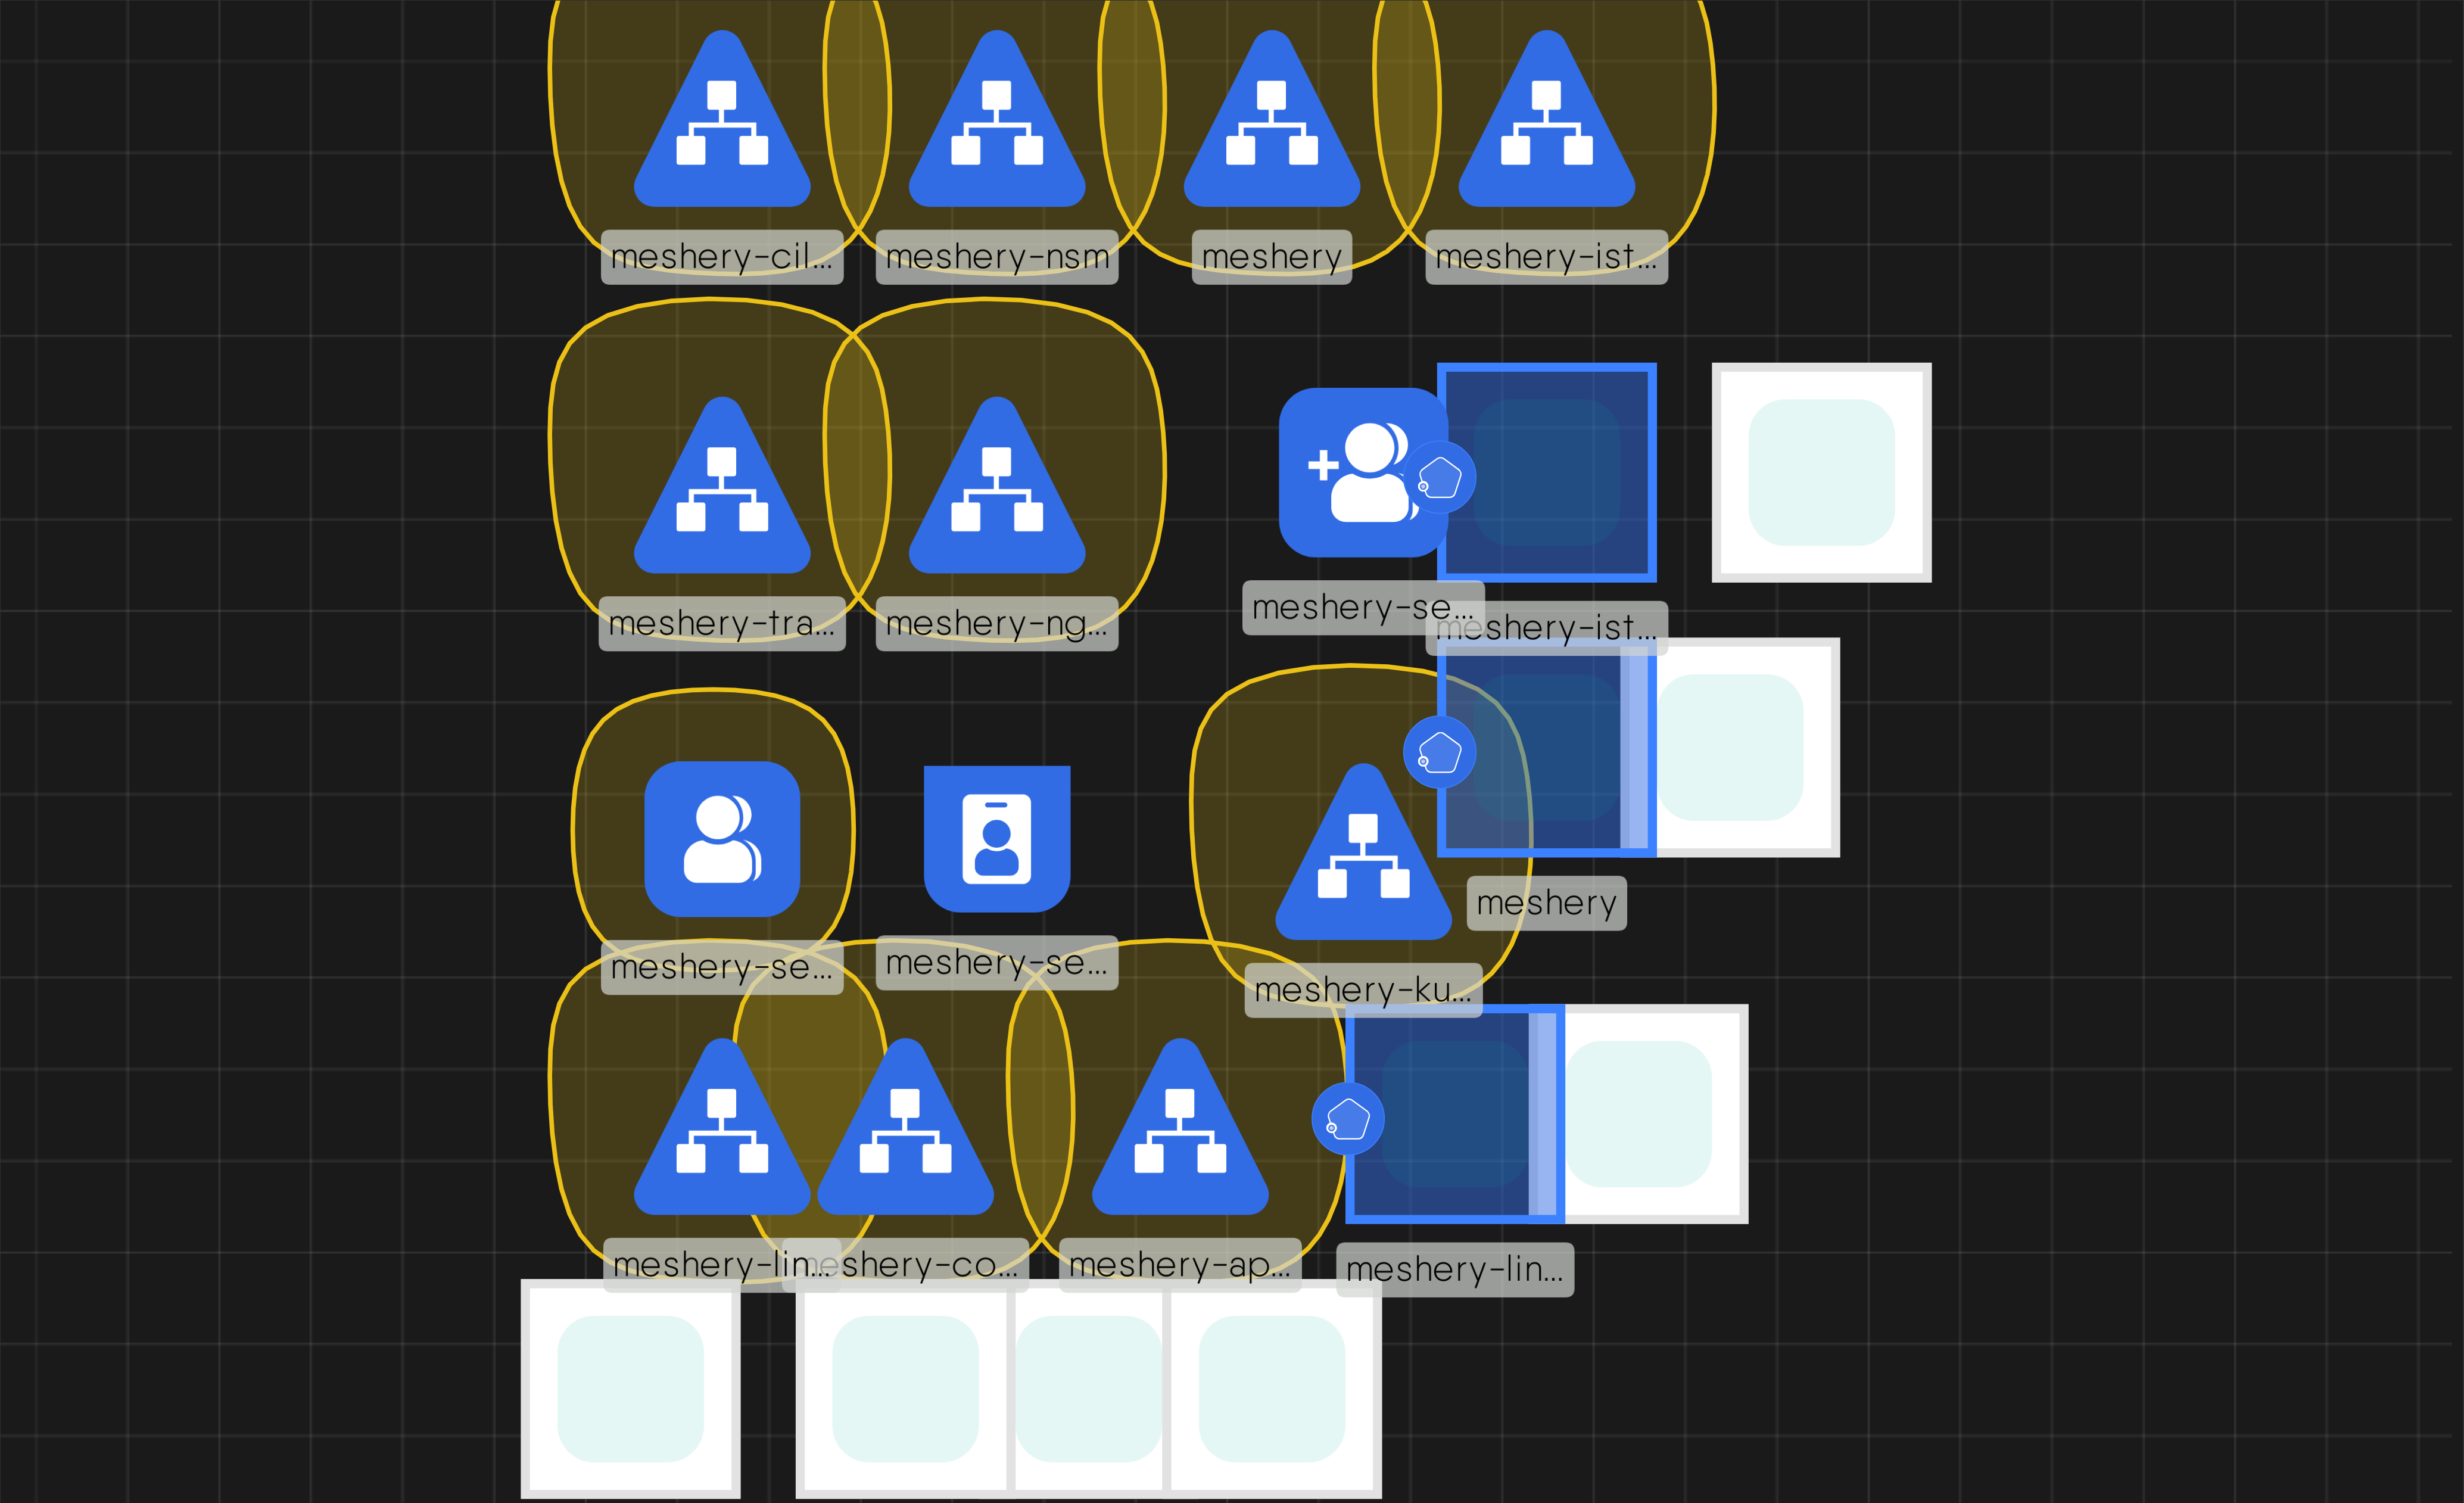 meshery-cil...
meshery-nsm
meshery
meshery-ist...
meshery-tra...
meshery-ng...
meshery-se...
meshery-ist...
meshery-se...
meshery-se...
meshery-ku...
meshery
meshery-lin...
meshery-co...
meshery-ap...
meshery-lin...